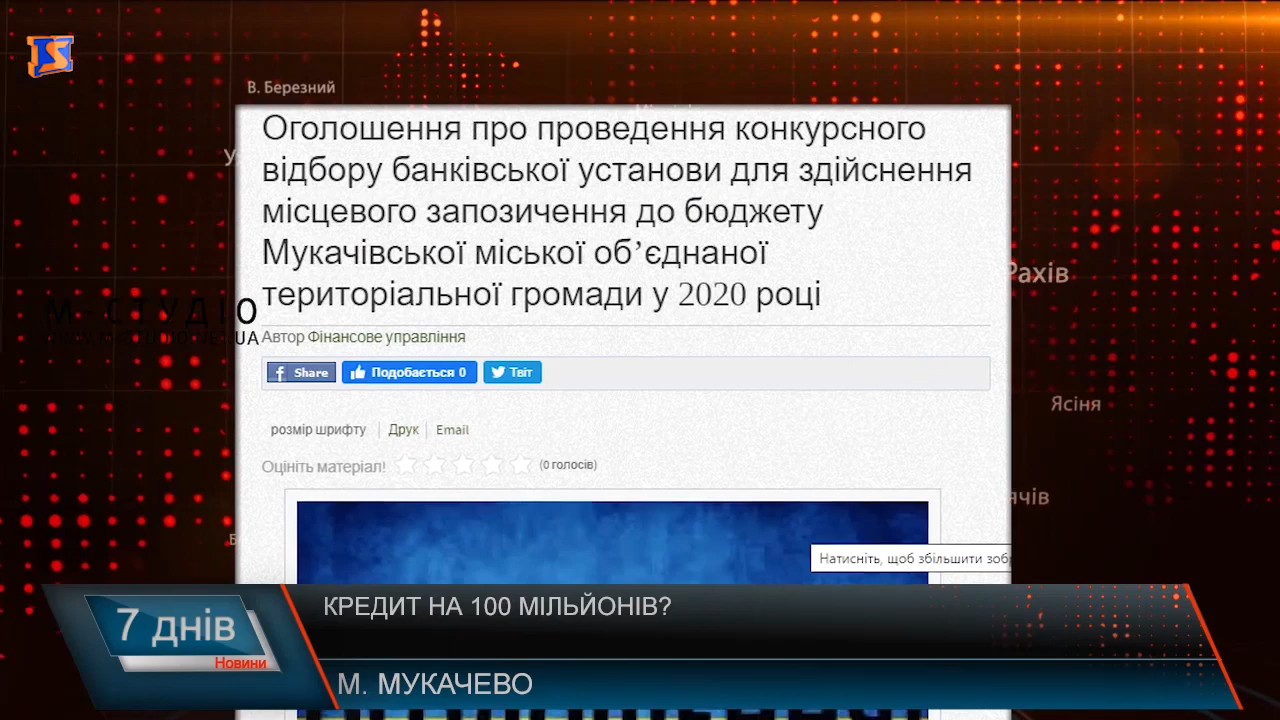 В. Березний
Оголошення про проведення конкурсного
відбору банківської установи для здійснення
місцевого запозичення до бюджету
Мукачівської міської об’єднаної
територіальної громади у 2020 році
Рахів
М-СТУДІО
Автор Фінансове управління
Share
Подобається 0
Твіт
Ясіня
розмір шрифту
Друк
Email
Оцініть матеріал!
(0 голосів)
Натисніть, щоб збільшити
7 днів
Новини
КРЕДИТ НА 100 МІЛЬЙОНІВ?
М. МУКАЧЕВО